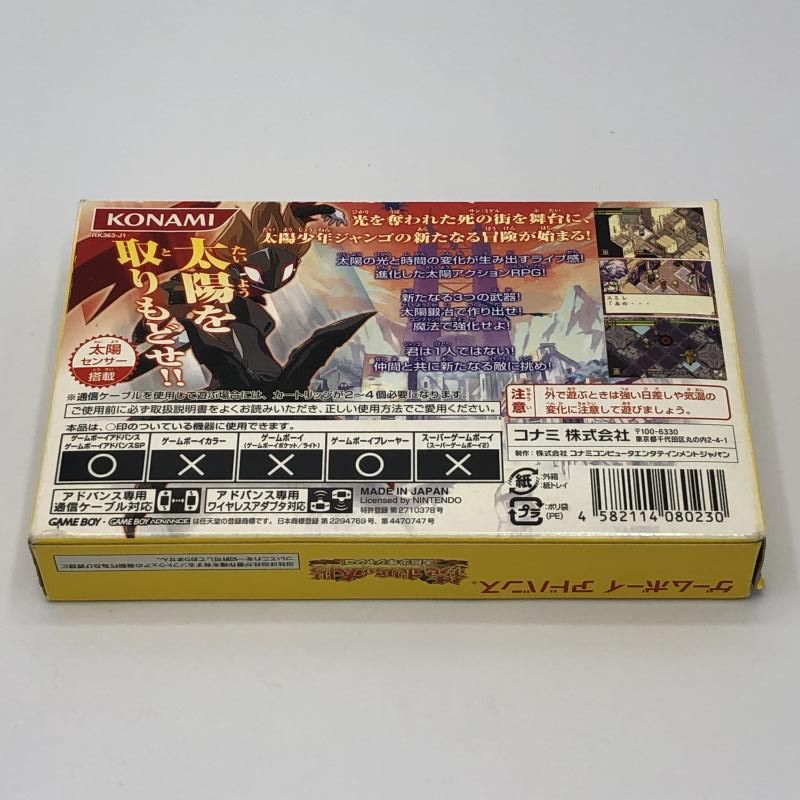 KONAMI
RK363-J1
太陽を
取りもどせ!!
太陽
センサー
搭載
光を奪われた死の街を舞台に、
太陽少年ジャンゴの新たなる冒険が始まる!
太陽の光と時間の変化が生み出すライブ感!
進化した太陽アクションRPG!
新たなる3つの武器!
太陽鍛冶で作り出せ!
魔法で強化せよ!
君は1人ではない!
仲間と共に新たなる敵に挑め!
スミレ
「あの・・・
※通信ケーブルを使用して遊ぶ場合には、カートリッジが2~4個必要になります。
ご使用前に必ず取扱説明書をよくお読みいただき、正しい使用方法でご愛用ください。
本品は、○印のついている機器に使用できます。
ゲームボーイアドバンス
ゲームボーイアドバンスSP
ゲームボーイカラー
ゲームボーイ
(ゲームボーイポケット/ライト)
ゲームボーイプレーヤー
スーパーゲームボーイ
(スーパーゲームボーイ2)
○ × × ○ ×
アドバンス専用
通信ケーブル対応
アドバンス専用
ワイヤレスアダプタ対応
MADE IN JAPAN
Licensed by NINTENDO
特許登録 第2710378号
GAME BOY・GAME BOY ADVANCE は任天堂の登録商標です。日本商標登録 第2294769号、第4470747号
注意
外で遊ぶときは強い日差しや気温の
変化に注意して遊びましょう。
コナミ 株式会社
〒100-6330
東京都千代田区丸の内2-4-1
制作:株式会社 コナミコンピュータエンタテインメントジャパン
紙
:外箱
:紙トレイ
プラ
:ポリ袋
(PE)
4 582114 080230
ゲームボーイ アドバンス
続・ボクらの太陽
太陽少年ジャンゴ